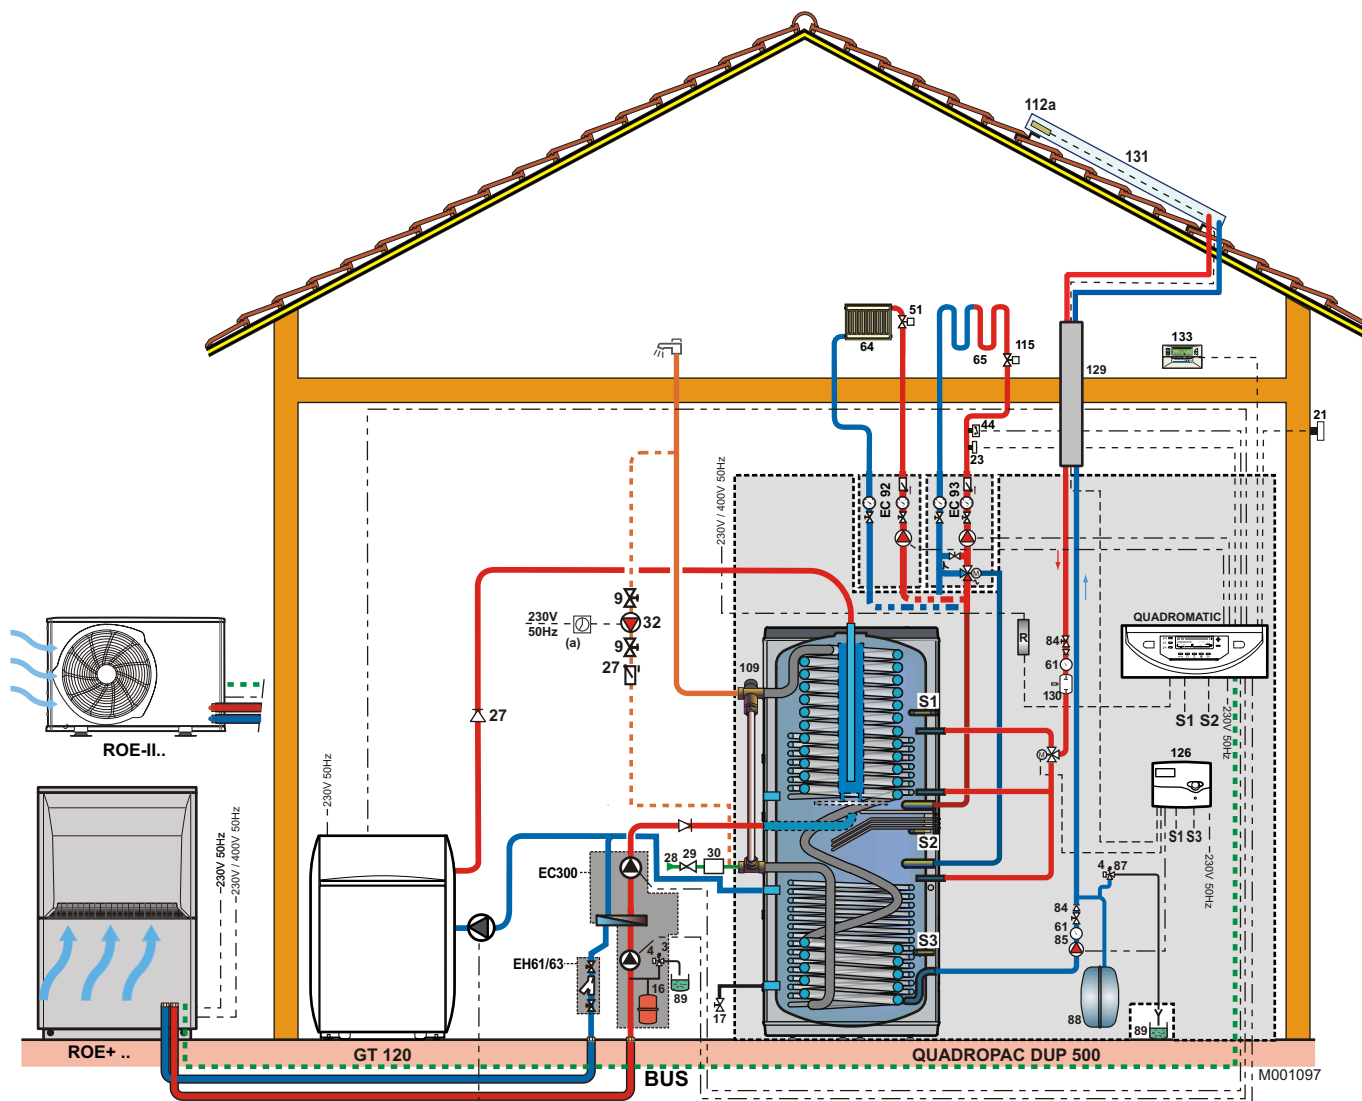 112a
131
51
133
64
65
115
129
21
44
23
230V / 400V 50Hz
EC 92
EC 93
9
230V
50Hz
(a)
32
9
27
109
R
QUADROMATIC
84
61
130
S1
S1 S2
230V 50Hz
M
M
27
ROE-II..
126
S1 S3
230V 50Hz
230V 50Hz
230V 50Hz
230V / 400V 50Hz
28 29 30
S2
EC300
4 87
84
61
85
S3
EH61/63
4 3
16
89
17
88
89
ROE+ ..
GT 120
QUADROPAC DUP 500
BUS
M001097